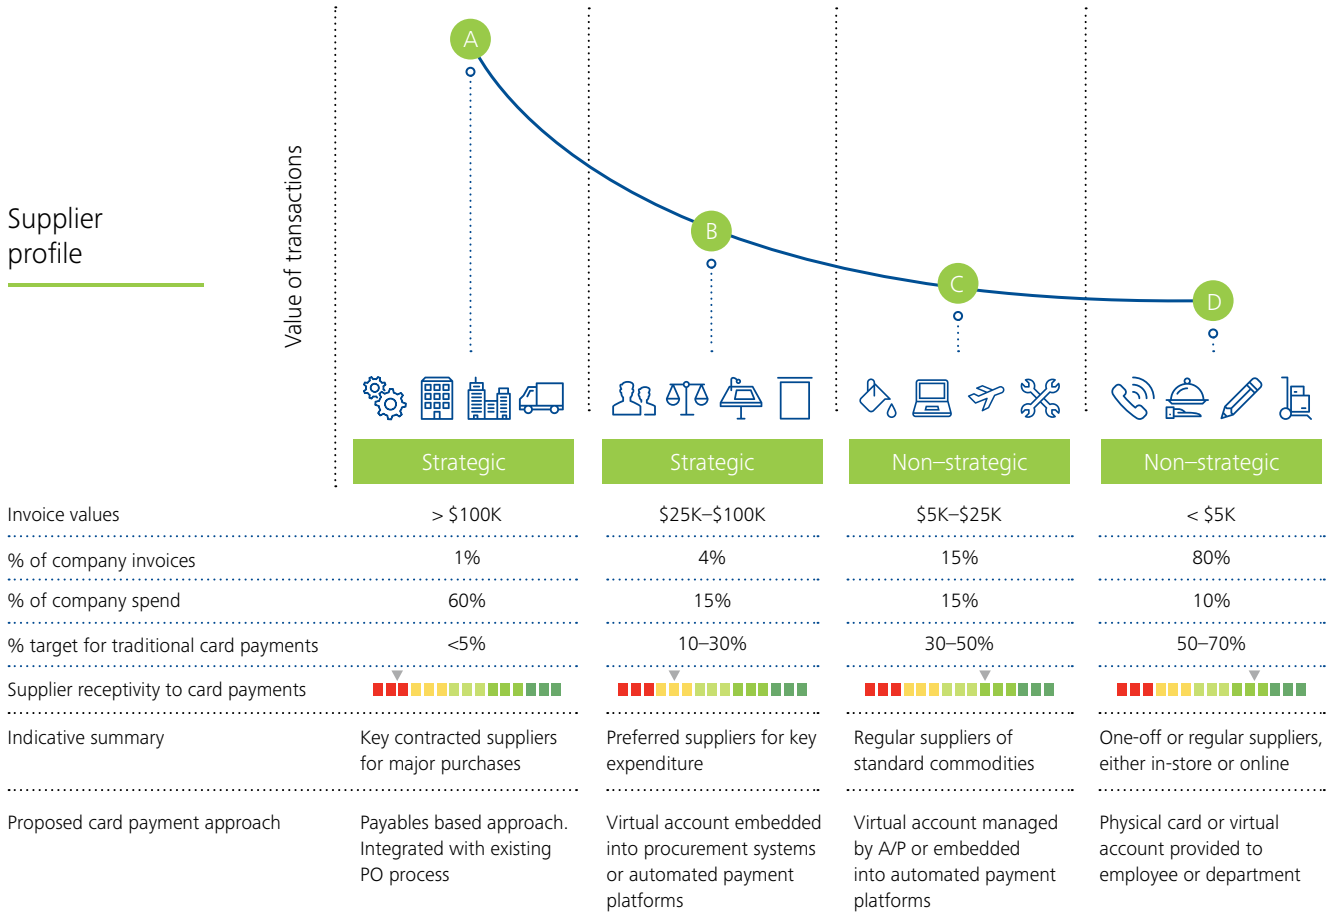 A
Value of transactions
Supplier
profile
B
C
D
Strategic
Strategic
Non–strategic
Non–strategic
Invoice values
> $100K
$25K–$100K
$5K–$25K
< $5K
% of company invoices
1%
4%
15%
80%
% of company spend
60%
15%
15%
10%
% target for traditional card payments
<5%
10–30%
30–50%
50–70%
Supplier receptivity to card payments
Indicative summary
Key contracted suppliers
for major purchases
Preferred suppliers for key
expenditure
Regular suppliers of
standard commodities
One-off or regular suppliers,
either in-store or online
Proposed card payment approach
Payables based approach.
Integrated with existing
PO process
Virtual account embedded
into procurement systems
or automated payment
platforms
Virtual account managed
by A/P or embedded
into automated payment
platforms
Physical card or virtual
account provided to
employee or department